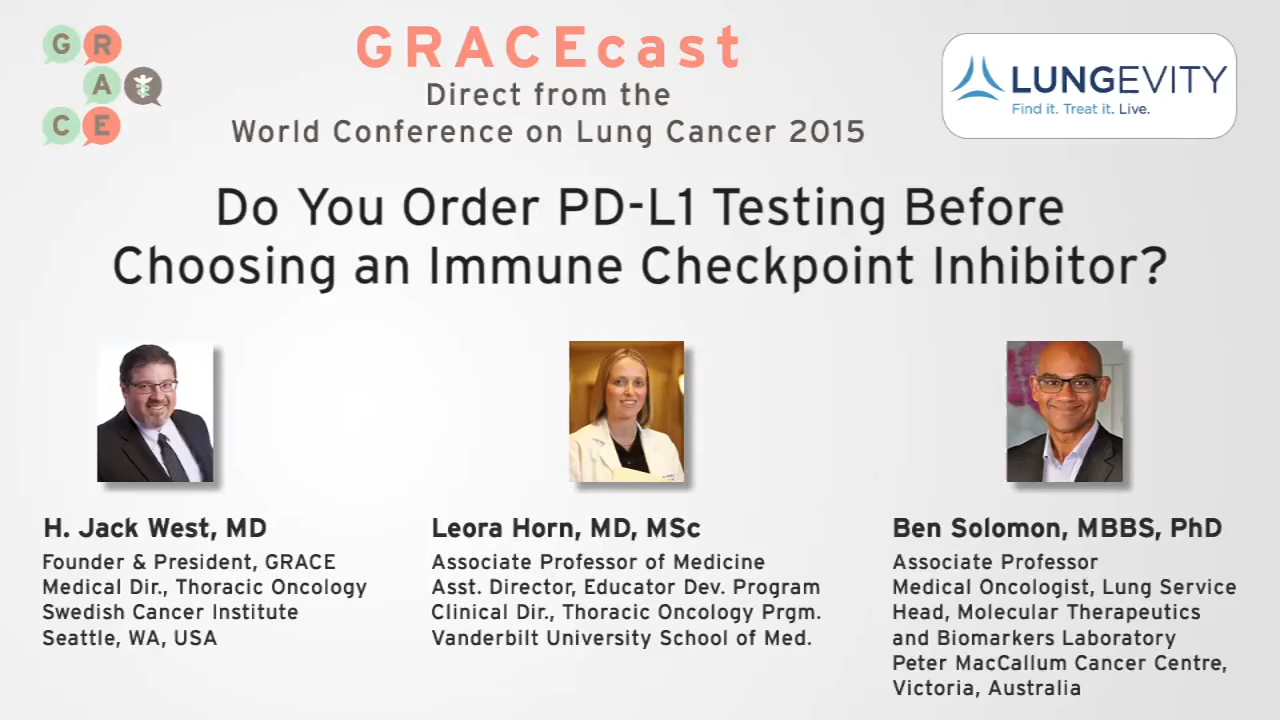 G R
A
C E
GRACEcast
Direct from the
World Conference on Lung Cancer 2015
LUNGEVITY
Find it. Treat it. Live.
Do You Order PD-L1 Testing Before
Choosing an Immune Checkpoint Inhibitor?
H. Jack West, MD
Founder & President, GRACE
Medical Dir., Thoracic Oncology
Swedish Cancer Institute
Seattle, WA, USA
Leora Horn, MD, MSc
Associate Professor of Medicine
Asst. Director, Educator Dev. Program
Clinical Dir., Thoracic Oncology Prgm.
Vanderbilt University School of Med.
Ben Solomon, MBBS, PhD
Associate Professor
Medical Oncologist, Lung Service
Head, Molecular Therapeutics
and Biomarkers Laboratory
Peter MacCallum Cancer Centre,
Victoria, Australia